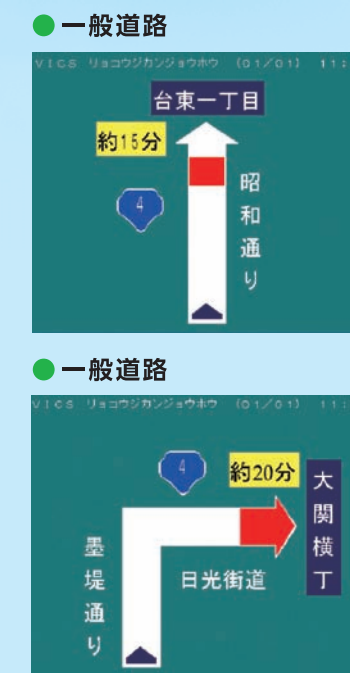 一般道路
VICS リョコウジカンジョウホウ (01/01) 11:
台東一丁目
約15分
4
昭和通り
一般道路
VICS リョコウジカンジョウホウ (01/01) 11:
4
約20分
大関横丁
墨堤通り
日光街道